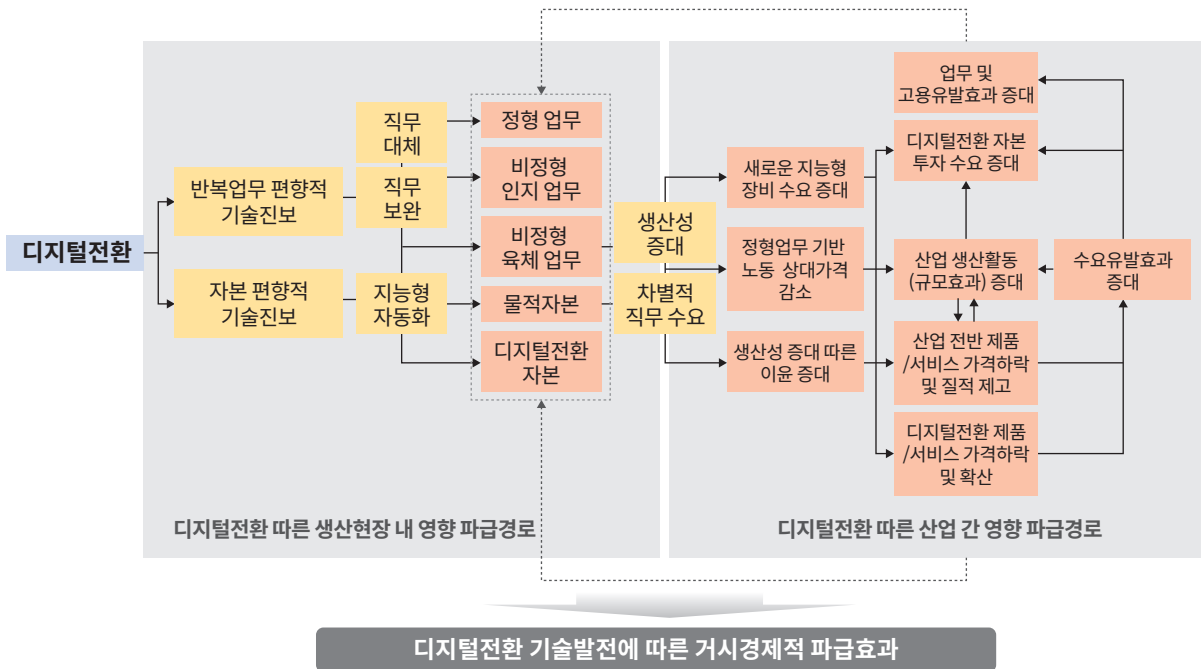 디지털전환
반복업무 편향적
기술진보
자본 편향적
기술진보
직무
대체
직무
보완
지능형
자동화
정형 업무
비정형
인지 업무
비정형
육체 업무
물적자본
디지털전환
자본
생산성
증대
차별적
직무 수요
새로운 지능형
장비 수요 증대
정형업무 기반
노동 상대가격
감소
생산성 증대 따른
이윤 증대
업무 및
고용유발효과 증대
디지털전환 자본
투자 수요 증대
산업 생산활동
(규모효과) 증대
산업 전반 제품
/서비스 가격하락
및 질적 제고
디지털전환 제품
/서비스 가격하락
및 확산
수요유발효과
증대
디지털전환 따른 생산현장 내 영향 파급경로
디지털전환 따른 산업 간 영향 파급경로
디지털전환 기술발전에 따른 거시경제적 파급효과